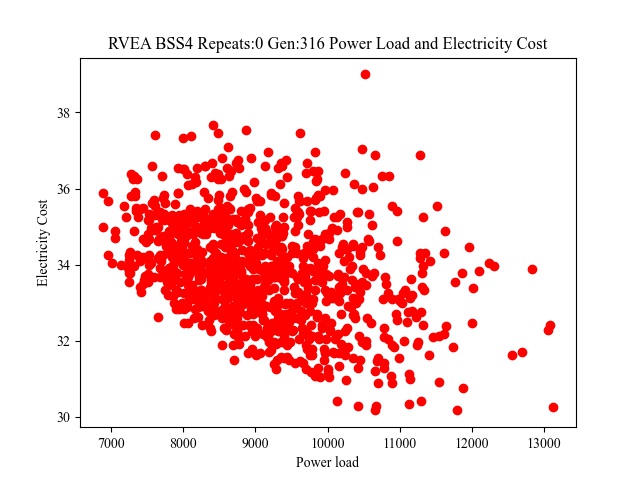 RVEA BSS4 Repeats:0 Gen:316 Power Load and Electricity Cost
38
36
34
32
30
Electricity Cost
7000 8000 9000 10000 11000 12000 13000
Power load